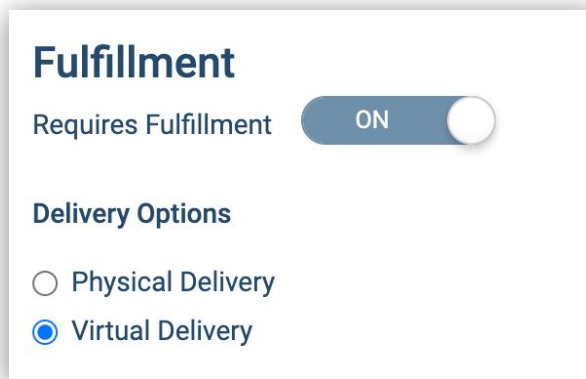 Fulfillment
Requires Fulfillment ON
Delivery Options
Physical Delivery
Virtual Delivery